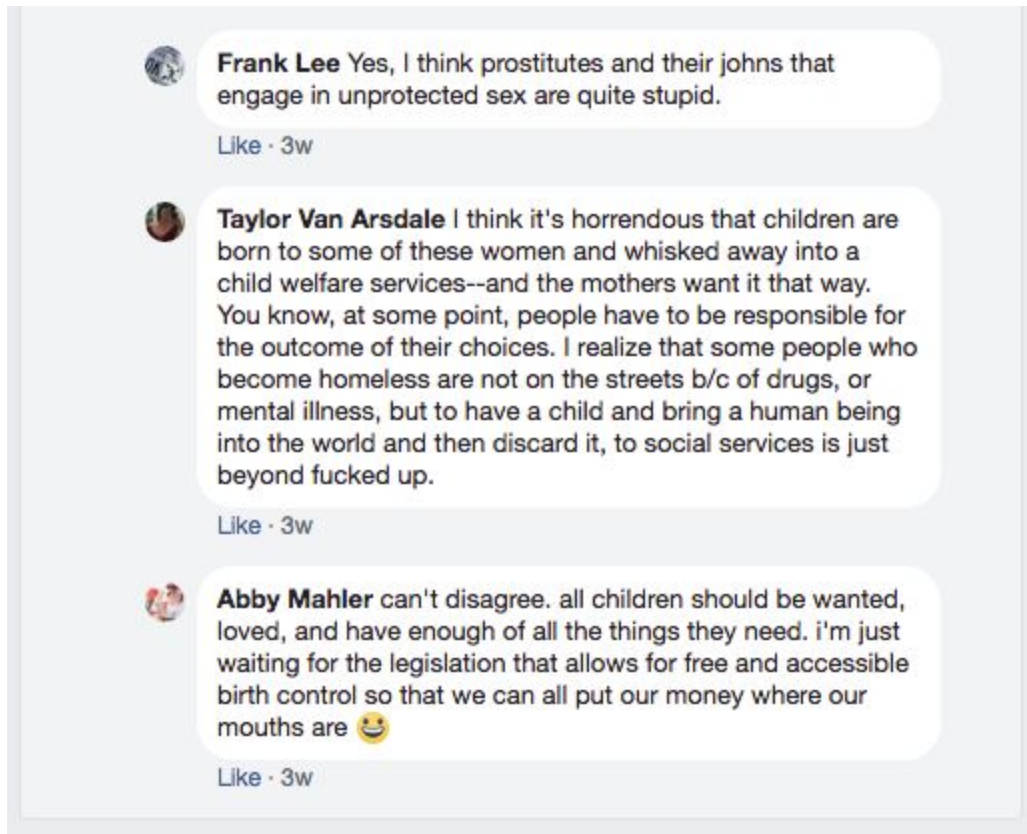 Frank Lee Yes, I think prostitutes and their johns that
engage in unprotected sex are quite stupid.
Like · 3w
Taylor Van Arsdale I think it's horrendous that children are
born to some of these women and whisked away into a
child welfare services--and the mothers want it that way.
You know, at some point, people have to be responsible for
the outcome of their choices. I realize that some people who
become homeless are not on the streets b/c of drugs, or
mental illness, but to have a child and bring a human being
into the world and then discard it, to social services is just
beyond fucked up.
Like · 3w
Abby Mahler can't disagree. all children should be wanted,
loved, and have enough of all the things they need. i'm just
waiting for the legislation that allows for free and accessible
birth control so that we can all put our money where our
mouths are 😀
Like · 3w